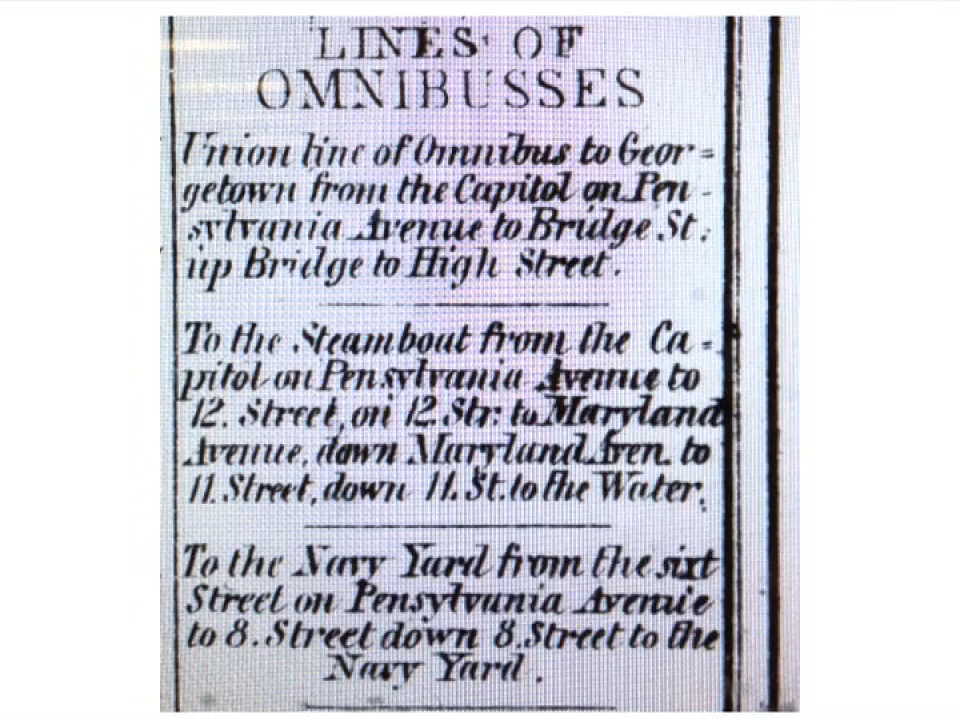 LINES OF
OMNIBUSSES
Union line of Omnibus to Geor=
getown from the Capitol on Pen-
sylvania Avenue to Bridge St.
up Bridge to High Street.
To the Steamboat from the Ca=
pitol on Pensylvania Avenue to
12. Street, on 12. Str: to Maryland
Avenue, down Maryland Aven. to
11. Street, down 11. St. to the Water.
To the Navy Yard from the sixt
Street on Pensylvania Avenue
to 8. Street down 8. Street to the
Navy Yard.